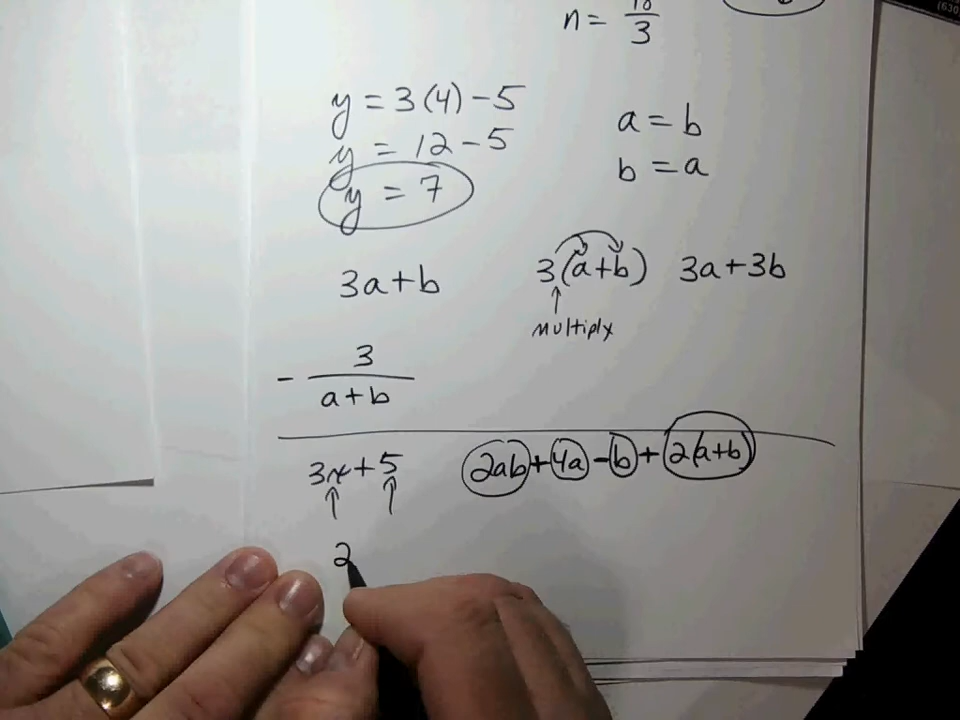 n = 18/3
y = 3(4) - 5
y = 12 - 5
y = 7
a = b
b = a
3a + b
3(a+b) 3a + 3b
multiply
- 3/(a+b)
3x + 5 2ab + 4a - b + 2(a+b)
2